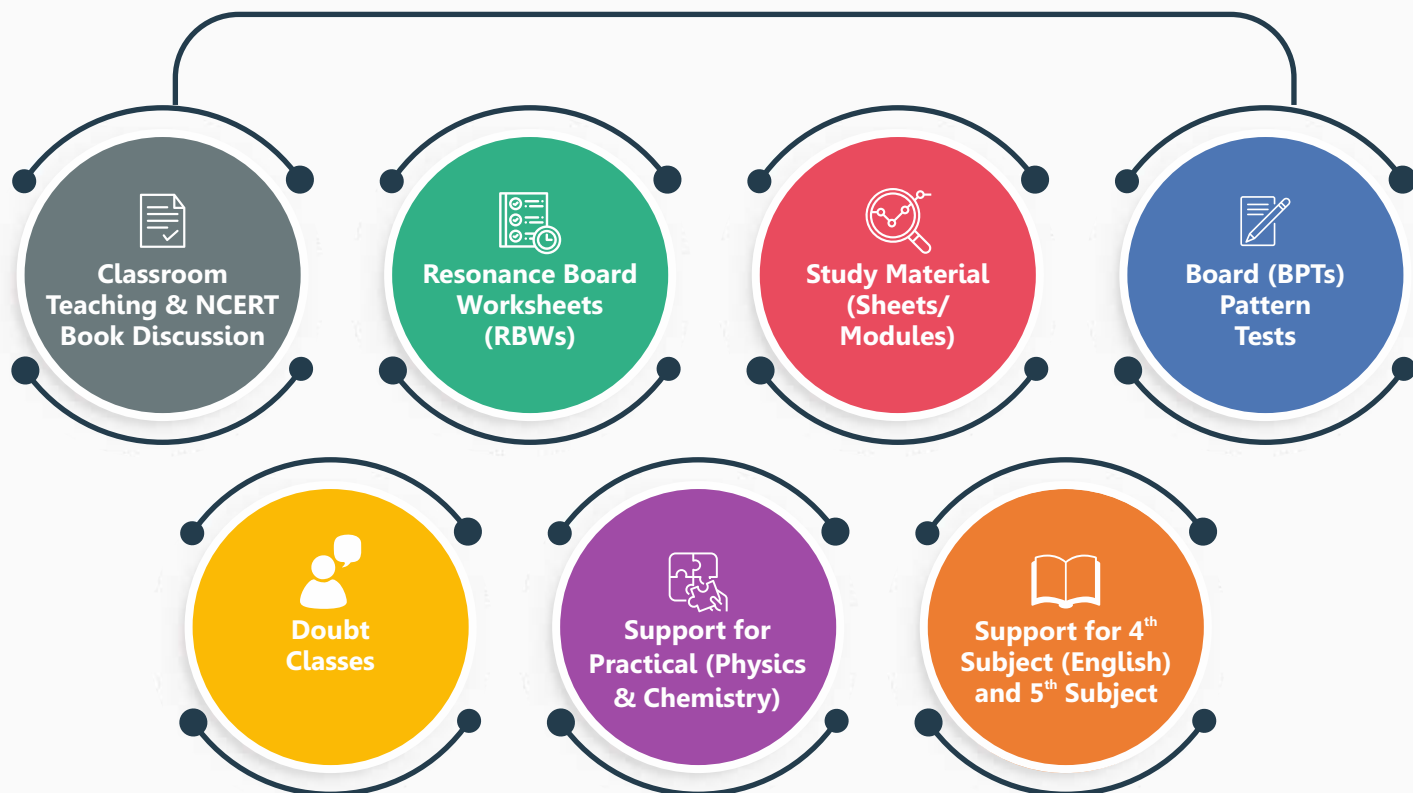 Classroom
Teaching & NCERT
Book Discussion
Resonance Board
Worksheets
(RBWs)
Study Material
(Sheets/
Modules)
Board (BPTs)
Pattern
Tests
Doubt
Classes
Support for
Practical (Physics
& Chemistry)
Support for 4th
Subject (English)
and 5th Subject